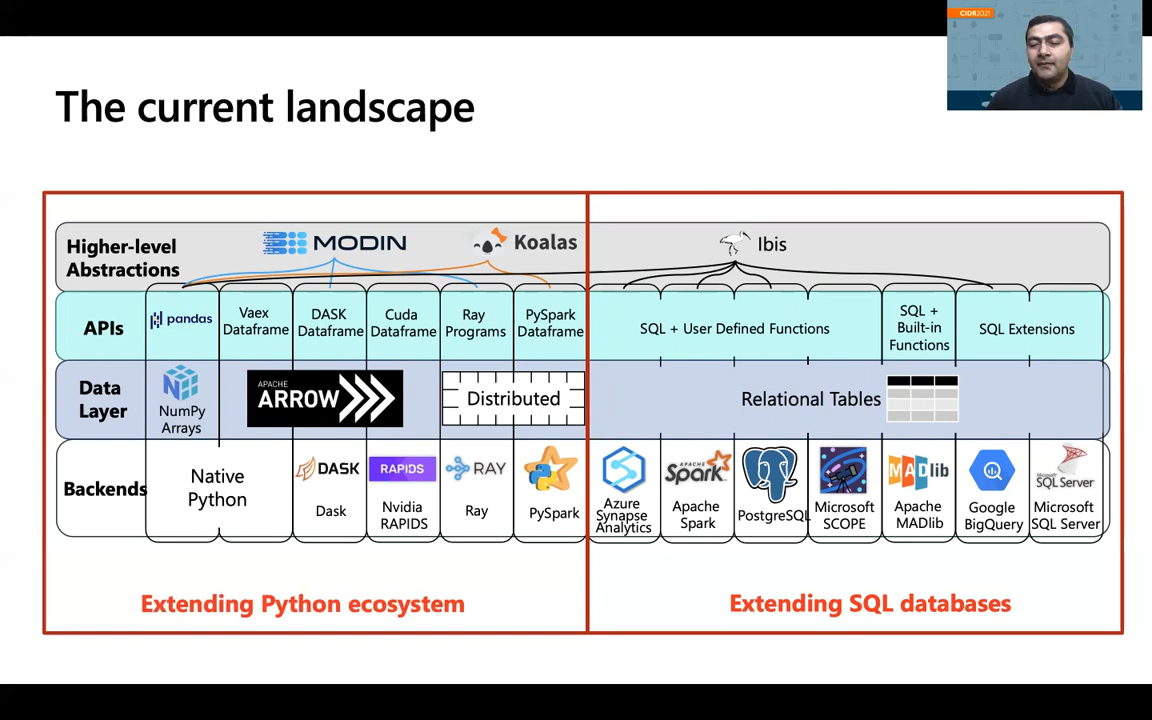 CIDR2021
The current landscape
Higher-level
Abstractions
MODIN
Koalas
Ibis
APIs
pandas
Vaex
Dataframe
DASK
Dataframe
Cuda
Dataframe
Ray
Programs
PySpark
Dataframe
SQL + User Defined Functions
SQL +
Built-in
Functions
SQL Extensions
Data
Layer
NumPy
Arrays
APACHE
ARROW
Distributed
Relational Tables
Backends
Native
Python
DASK
Dask
RAPIDS
Nvidia
RAPIDS
RAY
Ray
PySpark
Azure
Synapse
Analytics
APACHE
Spark
Apache
Spark
PostgreSQL
Microsoft
SCOPE
MADlib
Apache
MADlib
Google
BigQuery
Microsoft
SQL Server
Microsoft
SQL Server
Extending Python ecosystem
Extending SQL databases